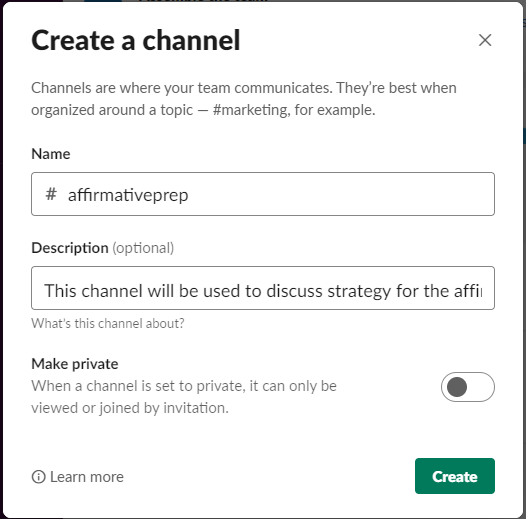 Create a channel
Channels are where your team communicates. They’re best when
organized around a topic — #marketing, for example.
Name
# affirmativeprep
Description (optional)
This channel will be used to discuss strategy for the affi
What's this channel about?
Make private
When a channel is set to private, it can only be
viewed or joined by invitation.
Learn more
Create